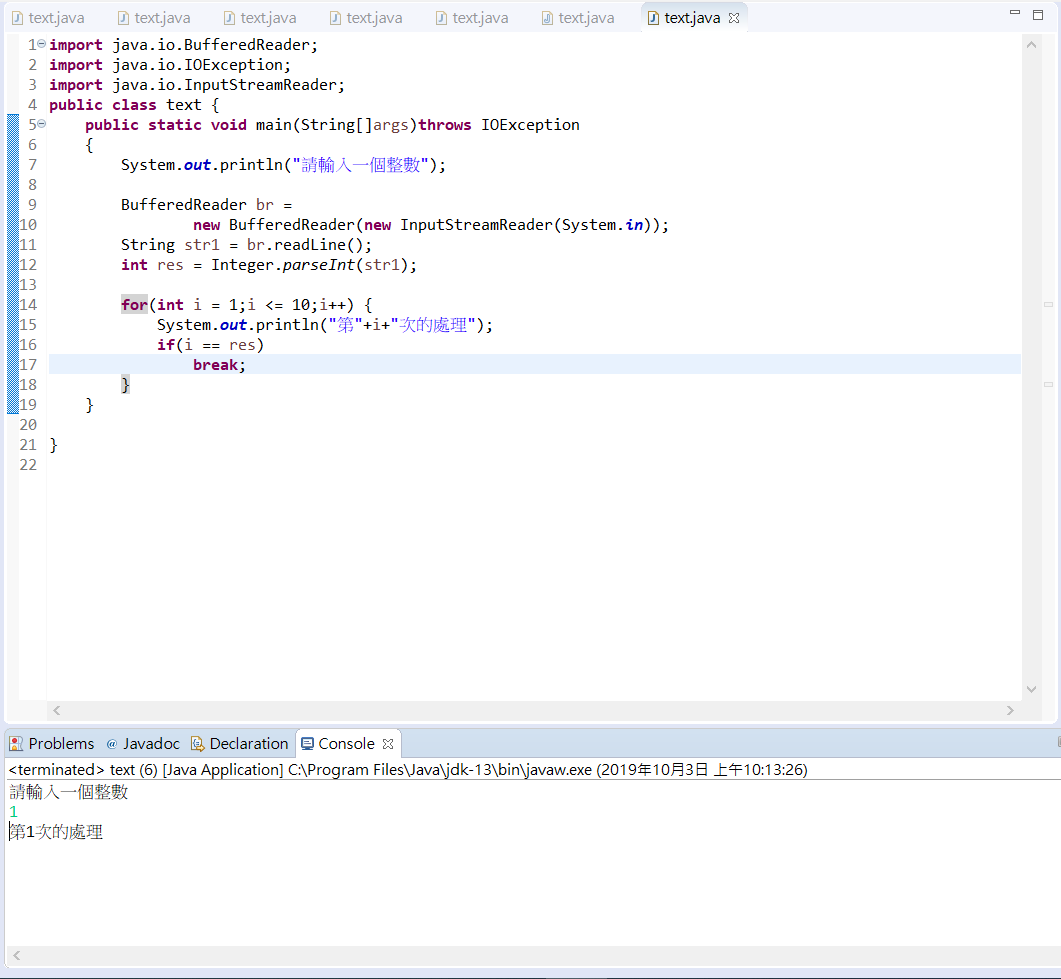 text.java text.java text.java text.java text.java text.java text.java
1 import java.io.BufferedReader;
2 import java.io.IOException;
3 import java.io.InputStreamReader;
4 public class text {
5 public static void main(String[]args)throws IOException
6 {
7 System.out.println("請輸入一個整數");
8
9 BufferedReader br =
10 new BufferedReader(new InputStreamReader(System.in));
11 String str1 = br.readLine();
12 int res = Integer.parseInt(str1);
13
14 for(int i = 1;i <= 10;i++) {
15 System.out.println("第"+i+"次的處理");
16 if(i == res)
17 break;
18 }
19 }
20
21 }
22
Problems @ Javadoc Declaration Console
<terminated> text (6) [Java Application] C:\Program Files\Java\jdk-13\bin\javaw.exe (2019年10月3日 上午10:13:26)
請輸入一個整數
1
第1次的處理